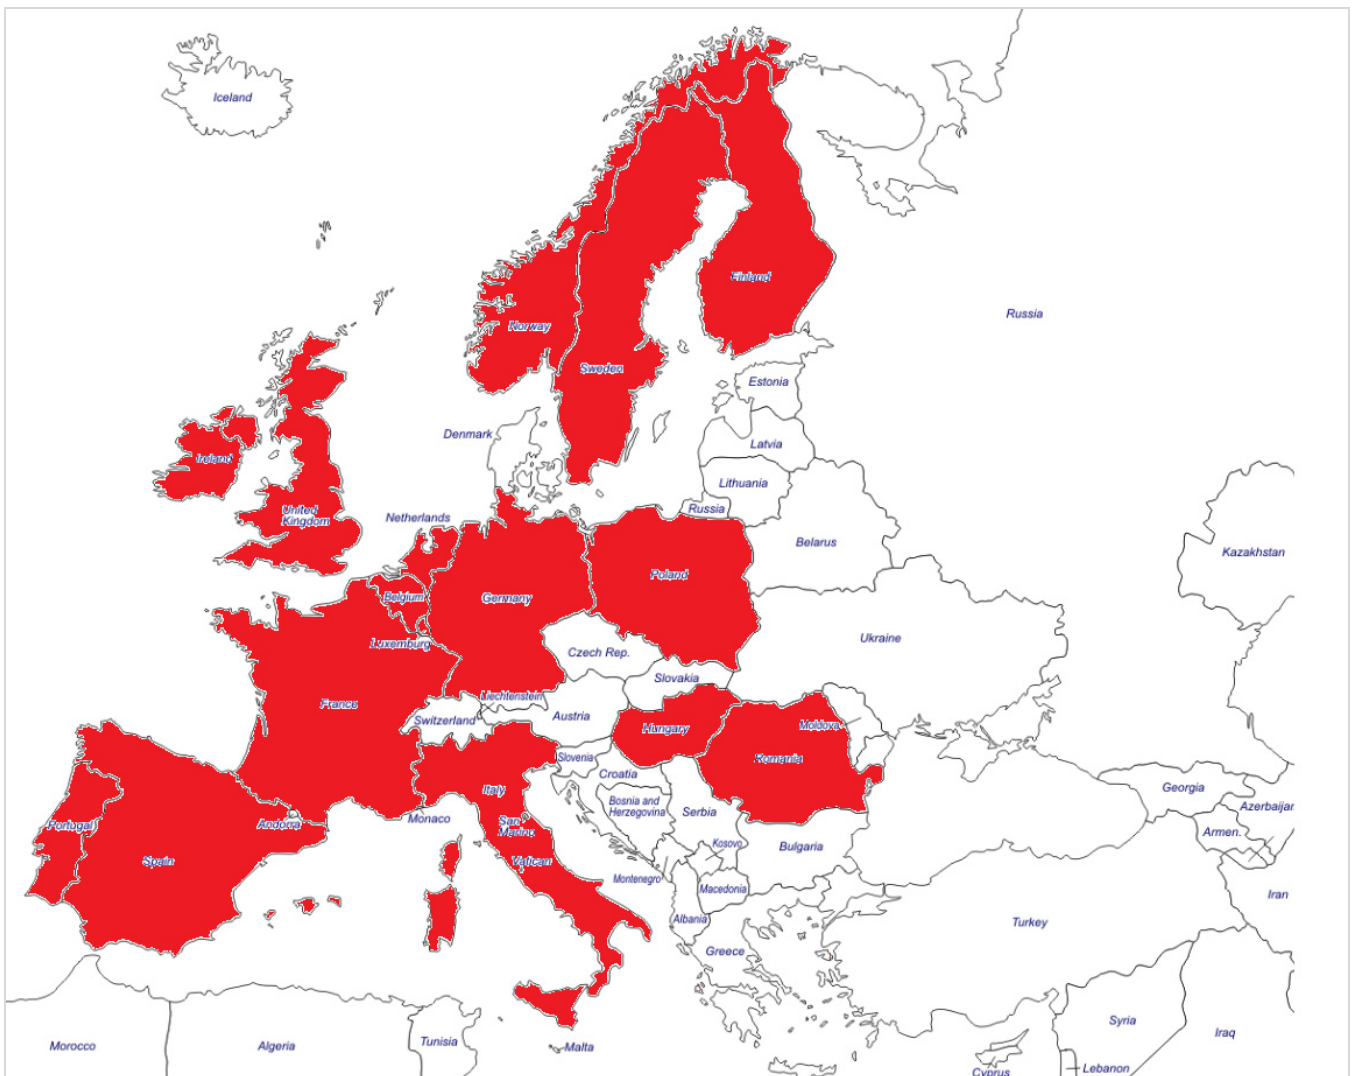 Iceland
Russia
Finland
Norway
Sweden
Estonia
Denmark
Latvia
Ireland
Lithuania
Russia
United
Kingdom
Netherlands
Belarus
Kazakhstan
Poland
Belgium
Germany
Ukraine
Luxemburg
Czech Rep.
Slovakia
Liechtenstein
France
Switzerland
Austria
Moldova
Hungary
Slovenia
Romania
Croatia
Italy
Georgia
Bosnia and
Herzegovina
Serbia
Azerbaijan
Portugal
Andorra
Monaco
San
Marino
Armen.
Kosovo
Bulgaria
Spain
Vatican
Montenegro
Macedonia
Iran
Albania
Turkey
Greece
Syria
Iraq
Morocco
Algeria
Tunisia
Malta
Cyprus
Lebanon